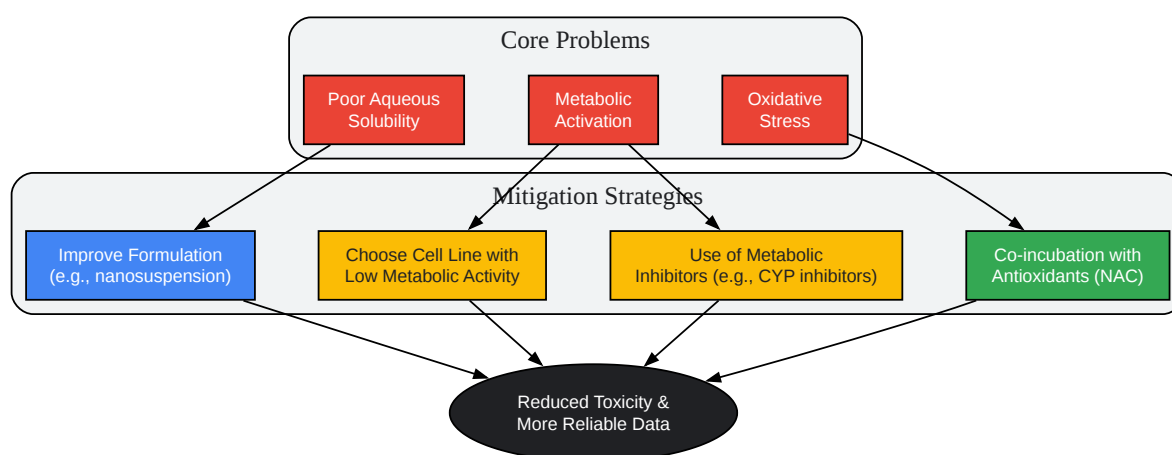 Core Problems
Poor Aqueous
Solubility
Metabolic
Activation
Oxidative
Stress
Mitigation Strategies
Improve Formulation
(e.g., nanosuspension)
Choose Cell Line with
Low Metabolic Activity
Use of Metabolic
Inhibitors (e.g., CYP inhibitors)
Co-incubation with
Antioxidants (NAC)
Reduced Toxicity &
More Reliable Data